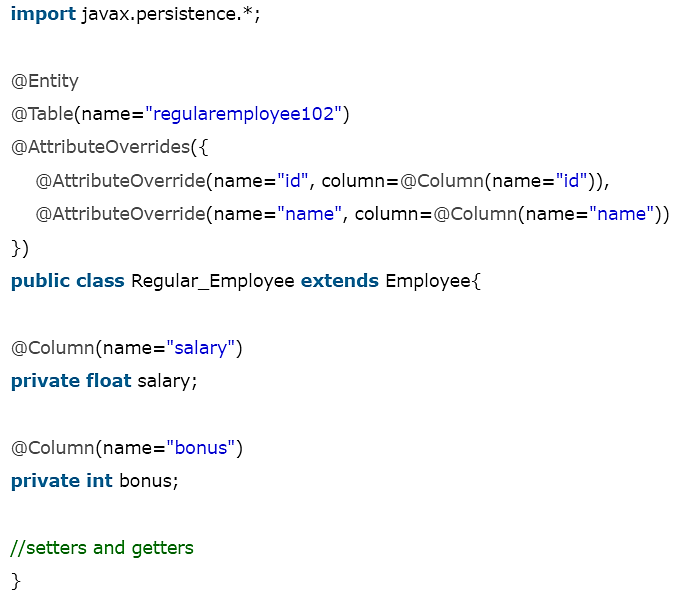 import javax.persistence.*;
@Entity
@Table(name="regularemployee102")
@AttributeOverrides({
@AttributeOverride(name="id", column=@Column(name="id")),
@AttributeOverride(name="name", column=@Column(name="name"))
})
public class Regular_Employee extends Employee{
@Column(name="salary")
private float salary;
@Column(name="bonus")
private int bonus;
//setters and getters
}